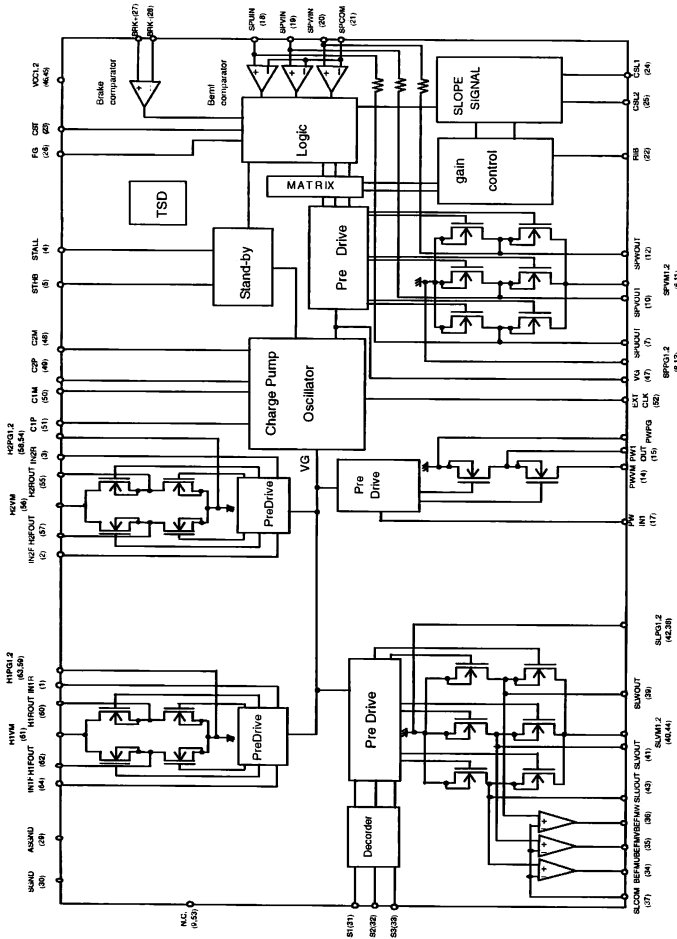 BRK+(27)
BRK-(28)
SPUIN
(18)
SPVIN
(19)
SPWIN
(20)
SPCOM
(21)
VCC1,2
(46,45)
Brake
comparator
Bemf
comparator
CST
(23)
FG
(26)
Logic
SLOPE
SIGNAL
CSL1
(24)
CSL2
(25)
TSD
MATRIX
gain
control
RIB
(22)
STALL
(4)
STHB
(5)
Stand-by
Pre Drive
SPWOUT
(12)
SPVM1,2
SPVOUT
(10)
SPUOUT
(7)
C2M
(48)
C2P
(49)
C1M
(50)
C1P
(51)
Charge Pump
Oscillator
VG
VG
(47)
EXT
CLK
(52)
H2PG1,2
(58,54)
IN2R
(3)
H2ROUT
(55)
H2VM
(56)
H2FOUT
(57)
IN2F
(2)
PreDrive
Pre
Drive
PWPG
PW1
OUT
(15)
PWVM
(14)
PW
IN1
(17)
H1PG1,2
(63,59)
IN1R
(1)
H1ROUT
(60)
H1VM
(61)
H1FOUT
(62)
IN1F
(64)
PreDrive
Pre Drive
SLPG1,2
(42,38)
SLWOUT
(39)
SLVM1,2
(40,44)
SLVOUT
(41)
SLUOUT
(43)
ASGND
(29)
SGND
(30)
Decorder
BEFMW
(36)
BEFMV
(35)
BEFMU
(34)
SLCOM
(37)
N.C.
(9,53)
S1(31)
S2(32)
S3(33)